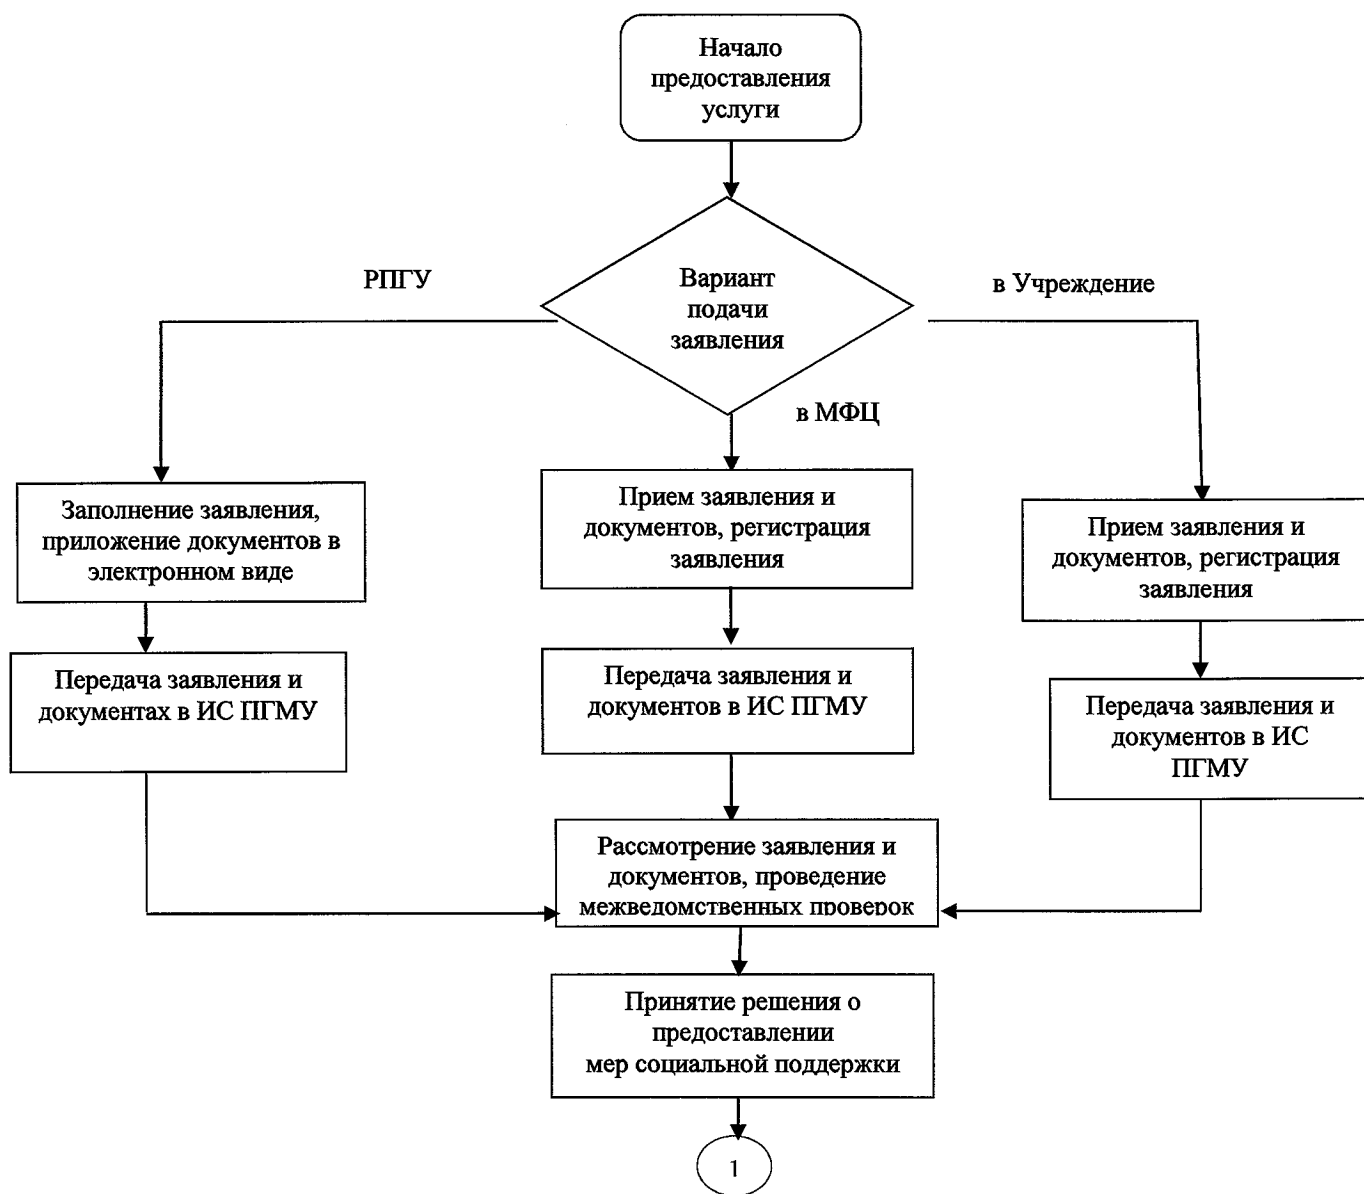 Начало
предоставления
услуги
РПГУ
Вариант
подачи
заявления
в Учреждение
в МФЦ
Заполнение заявления,
приложение документов в
электронном виде
Прием заявления и
документов, регистрация
заявления
Прием заявления и
документов, регистрация
заявления
Передача заявления и
документах в ИС ПГМУ
Передача заявления и
документов в ИС ПГМУ
Передача заявления и
документов в ИС
ПГМУ
Рассмотрение заявления и
документов, проведение
межведомственных проверок
Принятие решения о
предоставлении
мер социальной поддержки
1